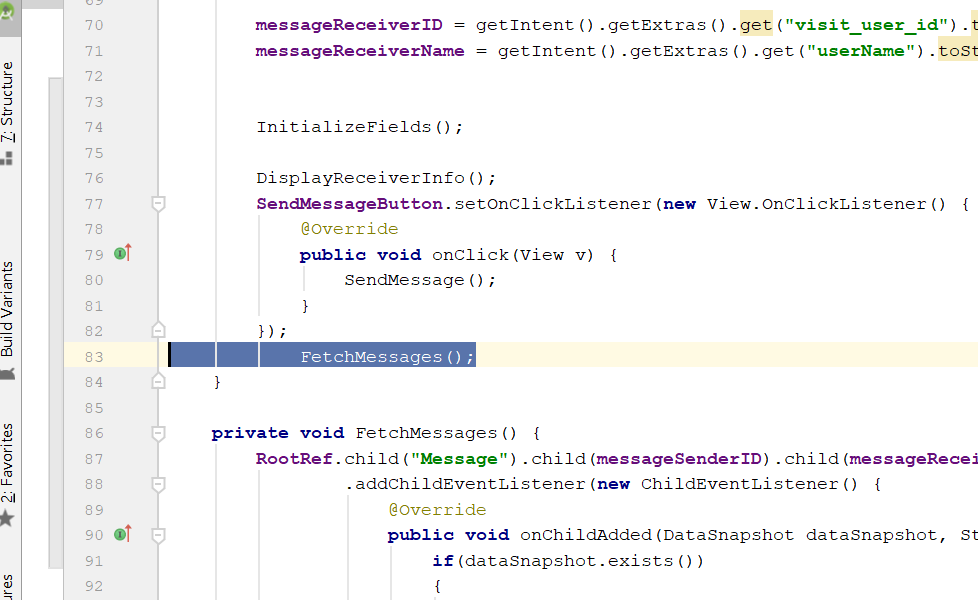 69
70 messageReceiverID = getIntent().getExtras().get("visit_user_id").t
71 messageReceiverName = getIntent().getExtras().get("userName").toSt
72
73
74 InitializeFields();
75
76 DisplayReceiverInfo();
77 SendMessageButton.setOnClickListener(new View.OnClickListener() {
78 @Override
79 public void onClick(View v) {
80 SendMessage();
81 }
82 });
83 FetchMessages();
84 }
85
86 private void FetchMessages() {
87 RootRef.child("Message").child(messageSenderID).child(messageRecei
88 .addChildEventListener(new ChildEventListener() {
89 @Override
90 public void onChildAdded(DataSnapshot dataSnapshot, St
91 if(dataSnapshot.exists())
92 {
7: Structure
Build Variants
2: Favorites
ures